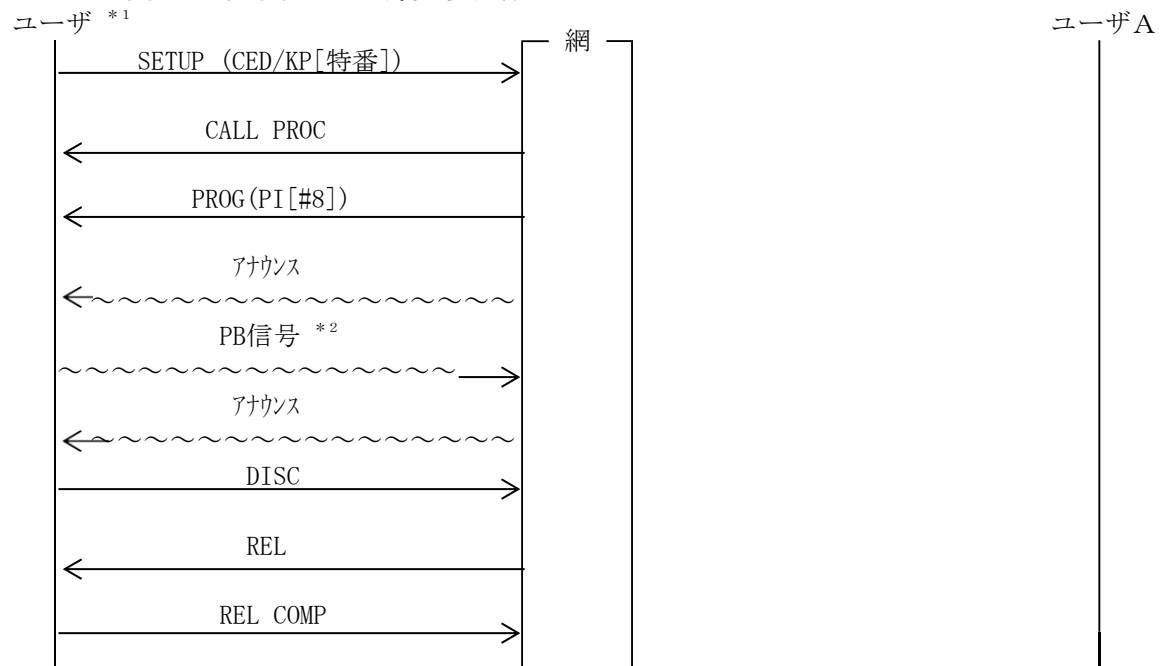 ユーザ *1
網
ユーザA
SETUP (CED/KP[特番])
CALL PROC
PROG(PI[#8])
アナウンス
PB信号 *2
アナウンス
DISC
REL
REL COMP